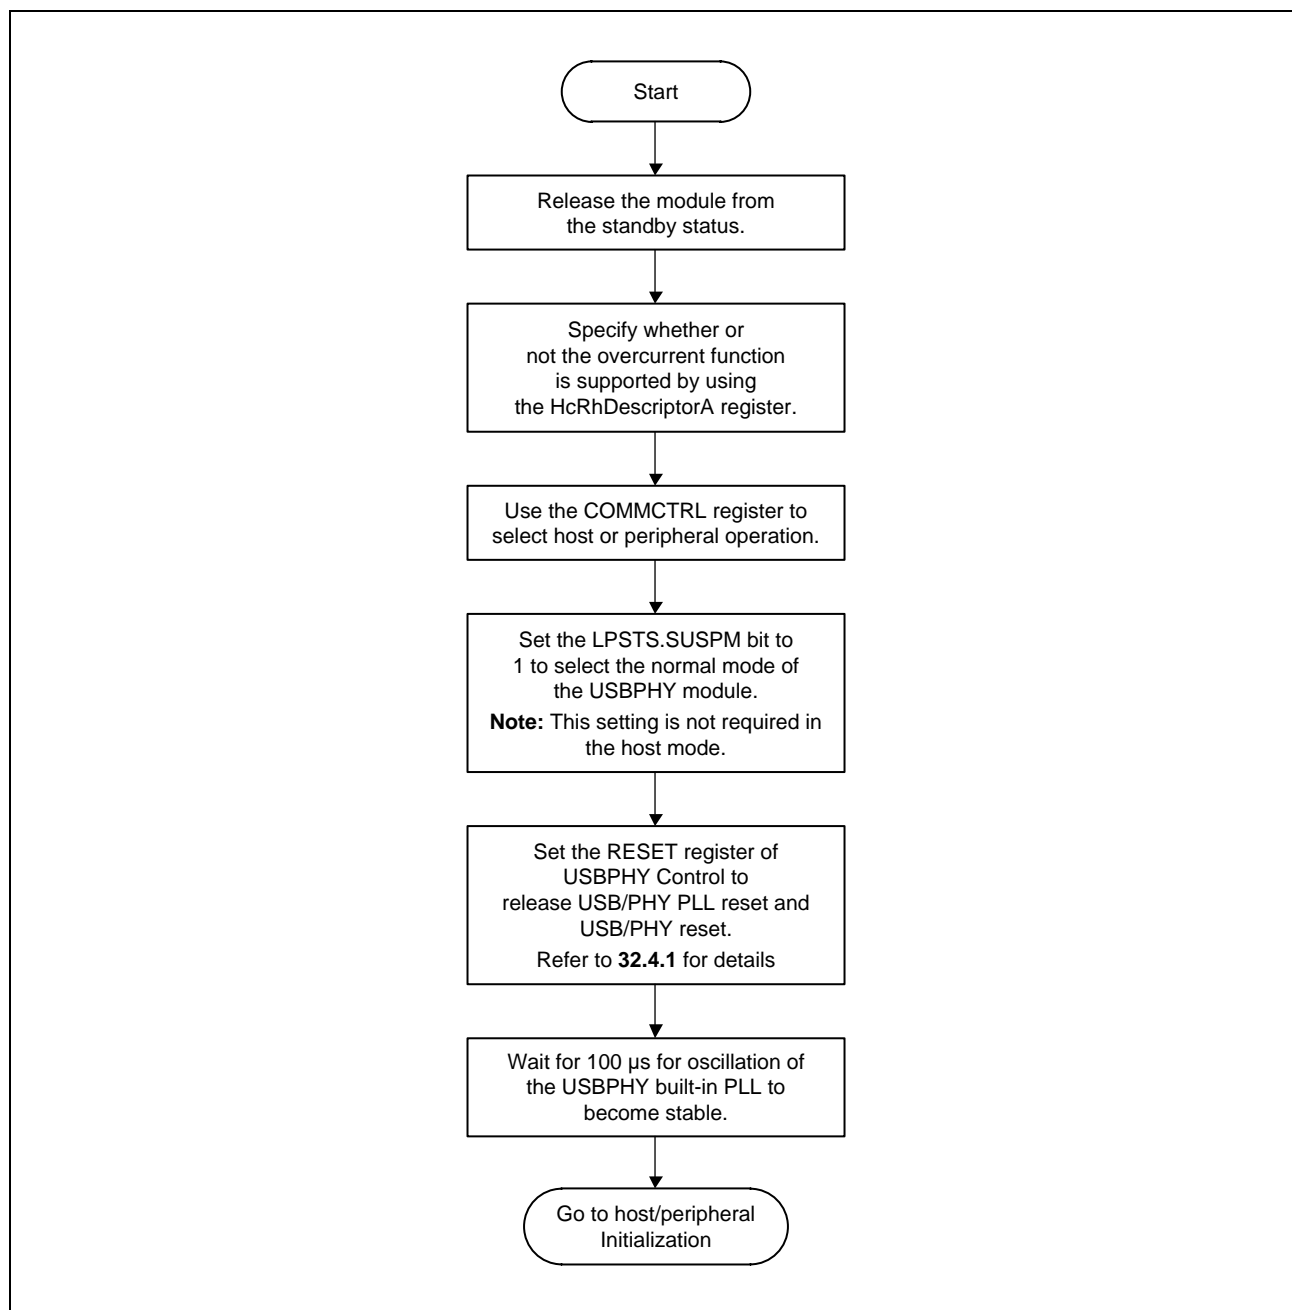 Start
Release the module from
the standby status.
Specify whether or
not the overcurrent function
is supported by using
the HcRhDescriptorA register.
Use the COMMCTRL register to
select host or peripheral operation.
Set the LPSTS.SUSPM bit to
1 to select the normal mode of
the USBPHY module.
Note: This setting is not required in
the host mode.
Set the RESET register of
USBPHY Control to
release USB/PHY PLL reset and
USB/PHY reset.
Refer to 32.4.1 for details
Wait for 100 µs for oscillation of
the USBPHY built-in PLL to
become stable.
Go to host/peripheral
Initialization